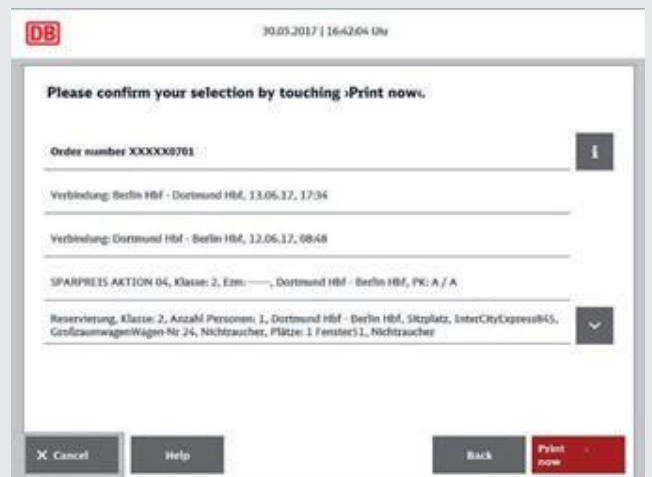 DB
30.05.2017 | 16:42:04 Uhr
Please confirm your selection by touching ›Print now‹.
Order number XXXXX0701
i
Verbindung: Berlin Hbf - Dortmund Hbf, 13.06.17, 17:34
Verbindung: Dortmund Hbf - Berlin Hbf, 12.06.17, 08:48
SPARPREIS AKTION 04, Klasse: 2, Erm: -----, Dortmund Hbf - Berlin Hbf, PK: A / A
Reservierung, Klasse: 2, Anzahl Personen: 1, Dortmund Hbf - Berlin Hbf, Sitzplatz, InterCityExpress845,
GroßraumwagenWagen-Nr 24, Nichtraucher, Plätze: 1 Fenster51, Nichtraucher
X Cancel
Help
Back
Print
now